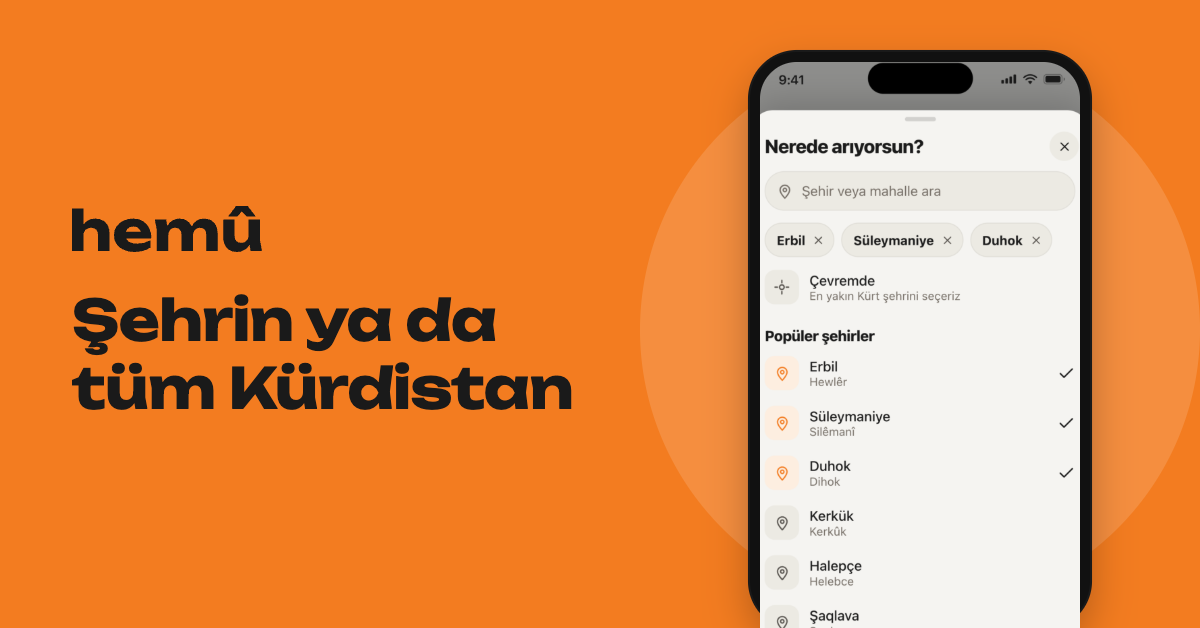 hemû
Şehrin ya da
tüm Kürdistan
9:41
Nerede arıyorsun?
Şehir veya mahalle ara
Erbil
Süleymaniye
Duhok
Çevremde
En yakın Kürt şehrini seçeriz
Popüler şehirler
Erbil
Hewlêr
Süleymaniye
Silêmanî
Duhok
Dihok
Kerkük
Kerkûk
Halepçe
Helebce
Şaqlava